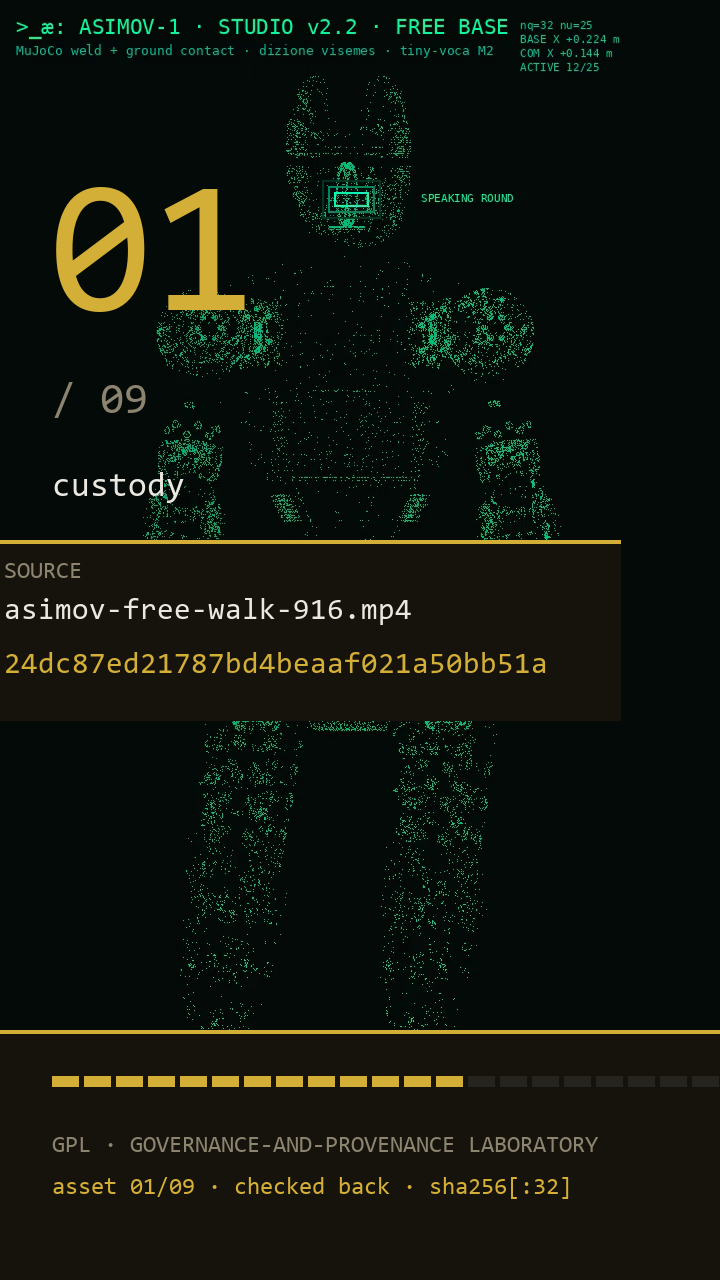 >_æ: ASIMOV-1 · STUDIO v2.2 · FREE BASE
MuJoCo weld + ground contact · dizione visemes · tiny-voca M2
nq=32 nu=25
BASE X +0.224 m
COM X +0.144 m
ACTIVE 12/25
SPEAKING ROUND
01
/ 09
custody
SOURCE
asimov-free-walk-916.mp4
24dc87ed21787bd4beaaf021a50bb51a
GPL · GOVERNANCE-AND-PROVENANCE LABORATORY
asset 01/09 · checked back · sha256[:32]